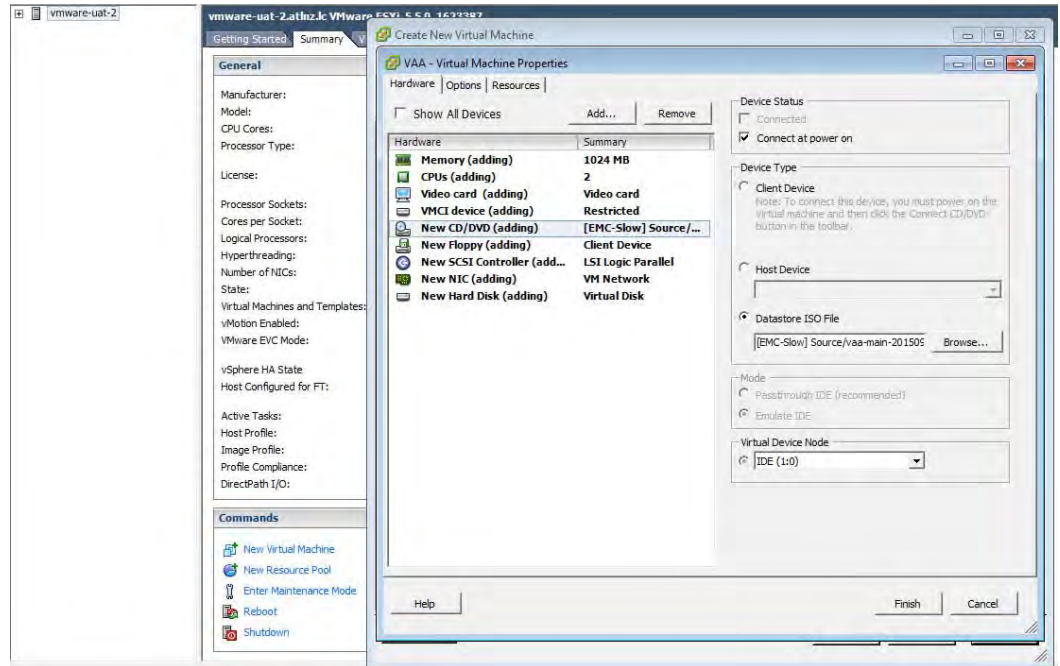 vmware-uat-2
vmware-uat-2.atlnz.lc VMware ESXi, 5.5.0, 1623387
Getting Started
Summary
V
General
Manufacturer:
Model:
CPU Cores:
Processor Type:
License:
Processor Sockets:
Cores per Socket:
Logical Processors:
Hyperthreading:
Number of NICs:
State:
Virtual Machines and Templates:
vMotion Enabled:
VMware EVC Mode:
vSphere HA State
Host Configured for FT:
Active Tasks:
Host Profile:
Image Profile:
Profile Compliance:
DirectPath I/O:
Commands
New Virtual Machine
New Resource Pool
Enter Maintenance Mode
Reboot
Shutdown
Create New Virtual Machine
VAA - Virtual Machine Properties
Hardware Options Resources
Show All Devices Add... Remove
Hardware Summary
Memory (adding) 1024 MB
CPUs (adding) 2
Video card (adding) Video card
VMCI device (adding) Restricted
New CD/DVD (adding) [EMC-Slow] Source/...
New Floppy (adding) Client Device
New SCSI Controller (add... LSI Logic Parallel
New NIC (adding) VM Network
New Hard Disk (adding) Virtual Disk
Device Status
Connected
Connect at power on
Device Type
Client Device
Note: To connect this device, you must power on the
virtual machine and then click the Connect CD/DVD
button in the toolbar.
Host Device
Datastore ISO File
[EMC-Slow] Source/vaa-main-201509 Browse...
Mode
Passthrough IDE (recommended)
Emulate IDE
Virtual Device Node
IDE (1:0)
Help Finish Cancel